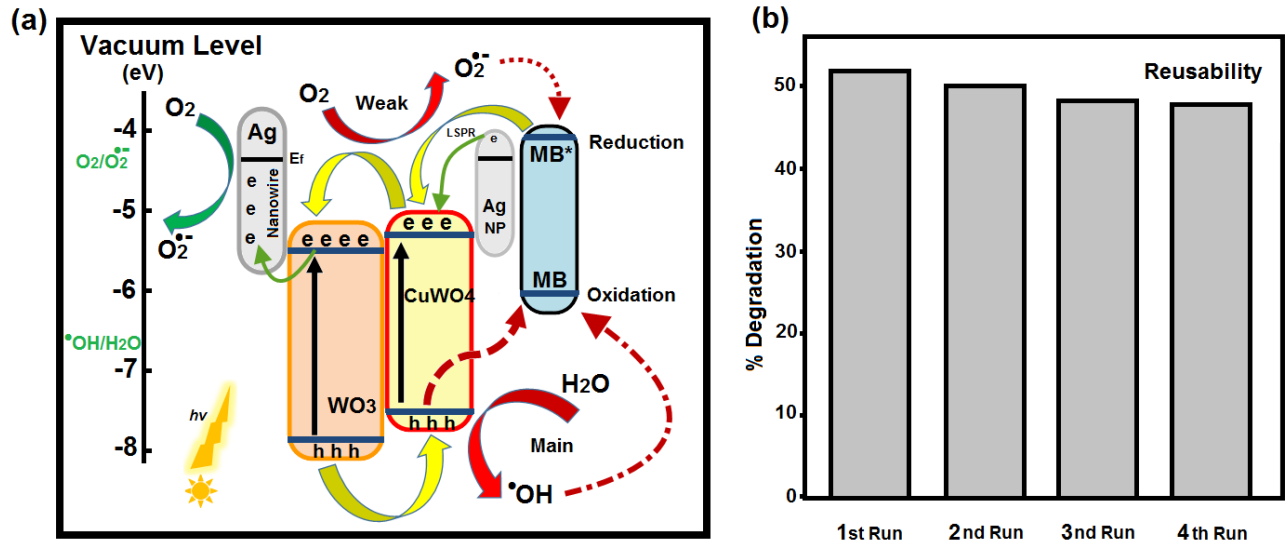 (a)
Vacuum Level
(eV)
-4
-5
-6
-7
-8
O2/O2•-
•OH/H2O
O2
O2•-
Ag
Ef
e
e
e
Nanowire
O2
Weak
O2•-
LSPR
e
Ag
NP
MB*
Reduction
MB
Oxidation
e e e e
WO3
h h h
e e e
CuWO4
h h h
H2O
Main
•OH
hv
(b)
Reusability
% Degradation
50
40
30
20
10
0
1st Run
2nd Run
3nd Run
4th Run